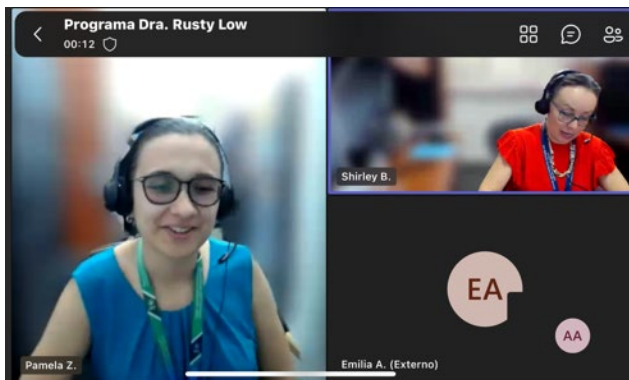 Programa Dra. Rusty Low
00:12
Shirley B.
EA
AA
Pamela Z.
Emilia A. (Externo)